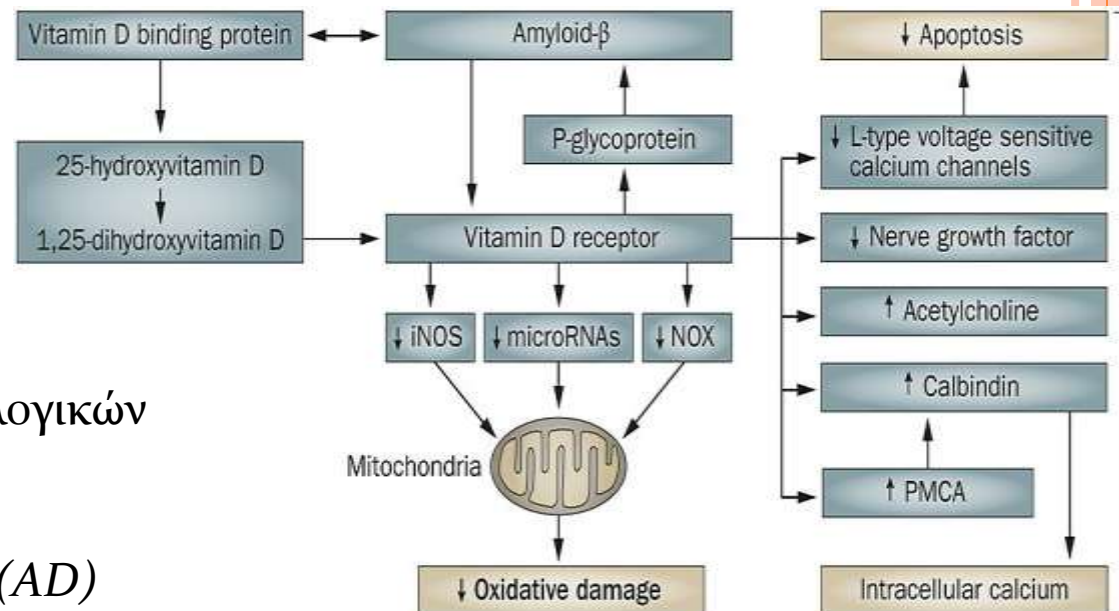 Vitamin D binding protein
Amyloid-β
↓ Apoptosis
P-glycoprotein
↓ L-type voltage sensitive
calcium channels
25-hydroxyvitamin D
1,25-dihydroxyvitamin D
Vitamin D receptor
↓ Nerve growth factor
↑ Acetylcholine
↓ iNOS
↓ microRNAs
↓ NOX
↑ Calbindin
λογικών
Mitochondria
↑ PMCA
(AD)
↓ Oxidative damage
Intracellular calcium